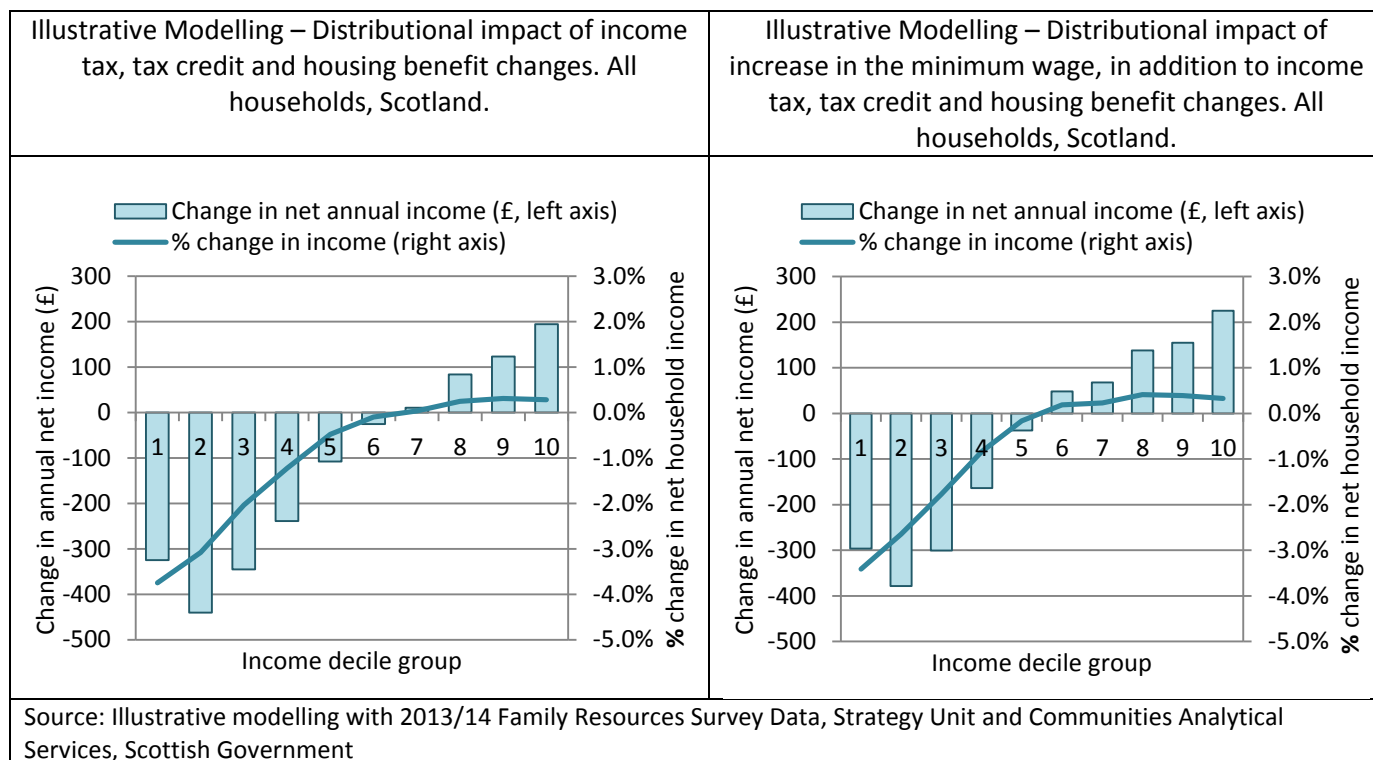 Illustrative Modelling – Distributional impact of income
tax, tax credit and housing benefit changes. All
households, Scotland.
Illustrative Modelling – Distributional impact of
increase in the minimum wage, in addition to income
tax, tax credit and housing benefit changes. All
households, Scotland.
Change in net annual income (£, left axis)
% change in income (right axis)
Change in annual net income (£)
300
200
100
0
-100
-200
-300
-400
-500
1 2 3 4 5 6 7 8 9 10
3.0%
2.0%
1.0%
0.0%
-1.0%
-2.0%
-3.0%
-4.0%
-5.0%
% change in net household income
Income decile group
Change in net annual income (£, left axis)
% change in income (right axis)
Change in annual net income (£)
300
200
100
0
-100
-200
-300
-400
-500
1 2 3 4 5 6 7 8 9 10
3.0%
2.0%
1.0%
0.0%
-1.0%
-2.0%
-3.0%
-4.0%
-5.0%
% change in net household income
Income decile group
Source: Illustrative modelling with 2013/14 Family Resources Survey Data, Strategy Unit and Communities Analytical
Services, Scottish Government